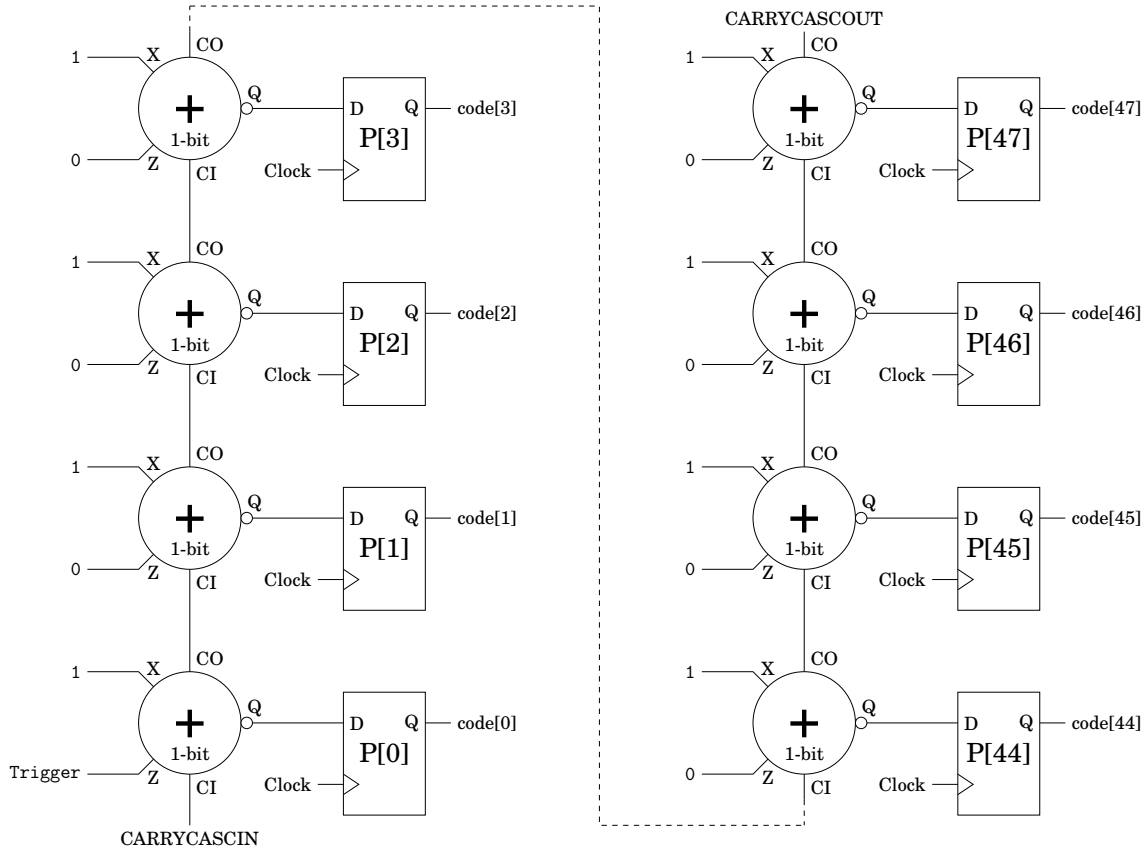 CO
1
X
Q
D
Q
code[3]
+
1-bit
P[3]
0
Z
CI
Clock
CO
1
X
Q
D
Q
code[2]
+
1-bit
P[2]
0
Z
CI
Clock
CO
1
X
Q
D
Q
code[1]
+
1-bit
P[1]
0
Z
CI
Clock
CO
1
X
Q
D
Q
code[0]
+
1-bit
P[0]
Trigger
Z
CI
Clock
CARRYCASCIN
CARRYCASCOUT
CO
1
X
Q
D
Q
code[47]
+
1-bit
P[47]
0
Z
CI
Clock
CO
1
X
Q
D
Q
code[46]
+
1-bit
P[46]
0
Z
CI
Clock
CO
1
X
Q
D
Q
code[45]
+
1-bit
P[45]
0
Z
CI
Clock
CO
1
X
Q
D
Q
code[44]
+
1-bit
P[44]
0
Z
CI
Clock